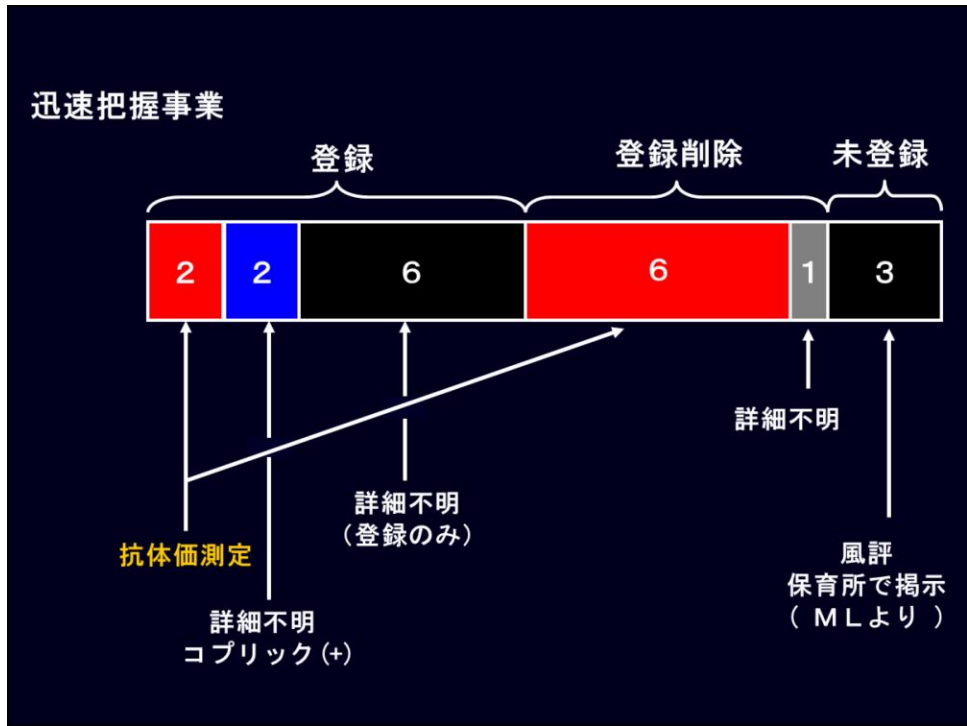 迅速把握事業
登録
登録削除
未登録
2
2
6
6
1
3
詳細不明
詳細不明
(登録のみ)
抗体価測定
風評
保育所で掲示
( MLより )
詳細不明
コプリック(+)